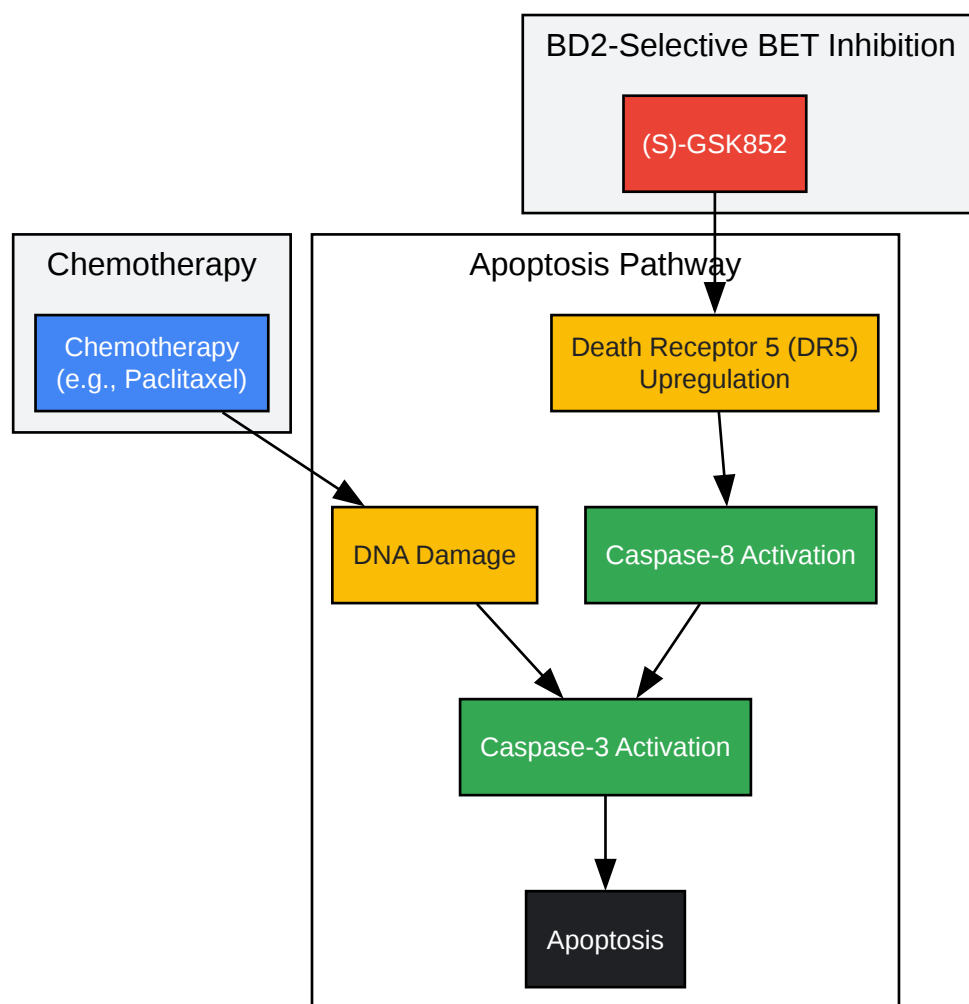 BD2-Selective BET Inhibition
(S)-GSK852
Chemotherapy
Apoptosis Pathway
Chemotherapy
(e.g., Paclitaxel)
Death Receptor 5 (DR5)
Upregulation
DNA Damage
Caspase-8 Activation
Caspase-3 Activation
Apoptosis